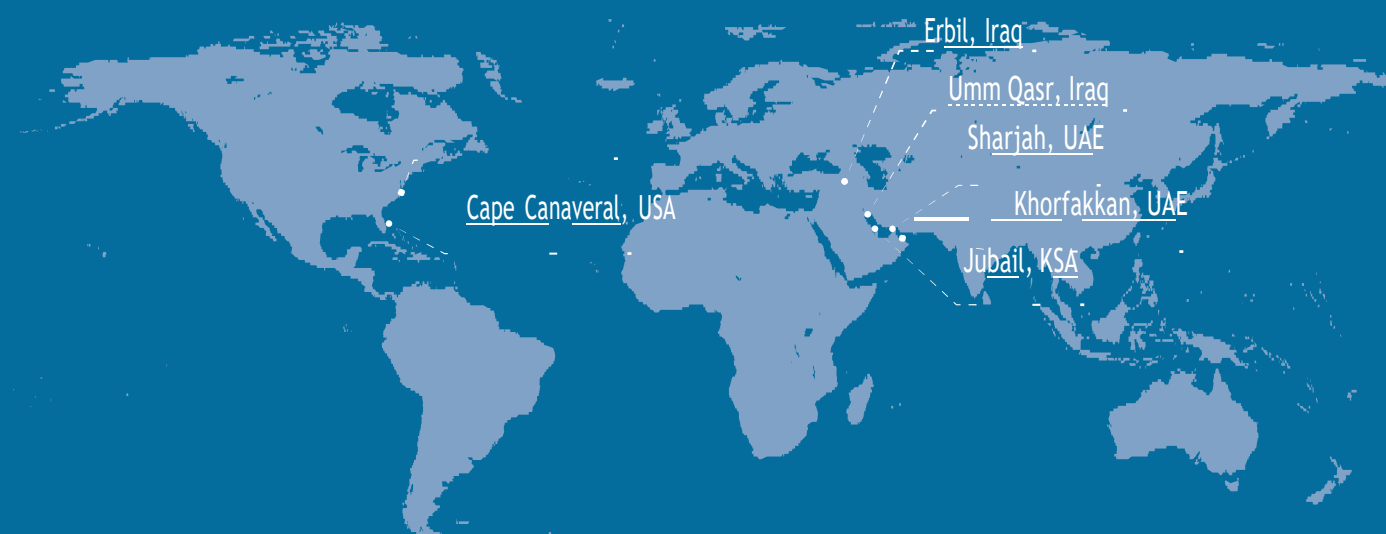 Erbil, Iraq
Umm Qasr, Iraq
Sharjah, UAE
Cape Canaveral, USA
Khorfakkan, UAE
Jubail, KSA